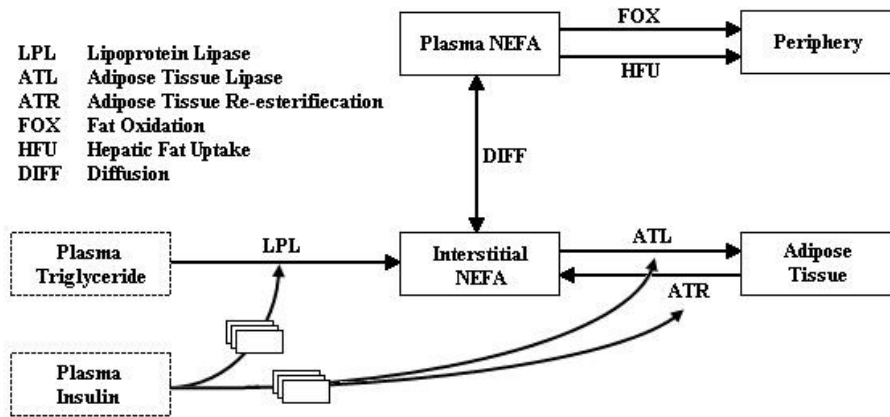 LPL Lipoprotein Lipase
ATL Adipose Tissue Lipase
ATR Adipose Tissue Re-esterifiecation
FOX Fat Oxidation
HFU Hepatic Fat Uptake
DIFF Diffusion
Plasma NEFA
FOX
HFU
Periphery
DIFF
Plasma
Triglyceride
LPL
Interstitial
NEFA
ATL
ATR
Adipose
Tissue
Plasma
Insulin